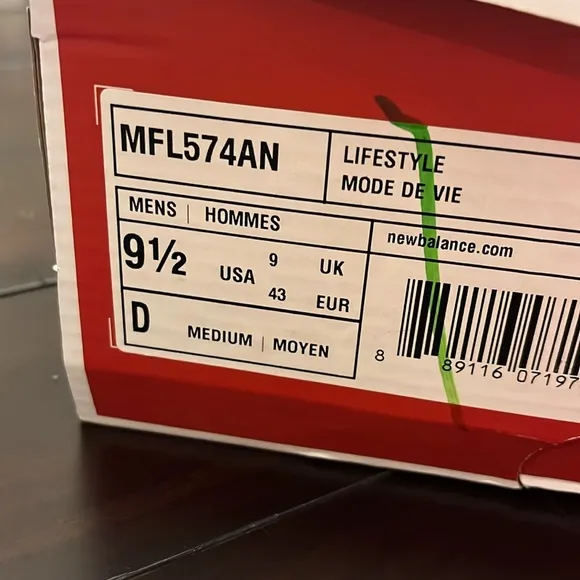 MFL574AN
LIFESTYLE
MODE DE VIE
MENS | HOMMES
newbalance.com
9½ USA 9 UK
43 EUR
D MEDIUM | MOYEN
8 89116 07197